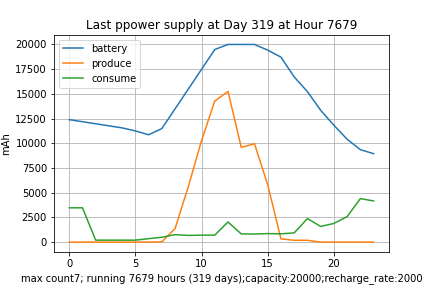 Last ppower supply at Day 319 at Hour 7679
20000
17500
15000
12500
10000
7500
5000
2500
0
mAh
battery
produce
consume
0 5 10 15 20
max count7; running 7679 hours (319 days);capacity:20000;recharge_rate:2000